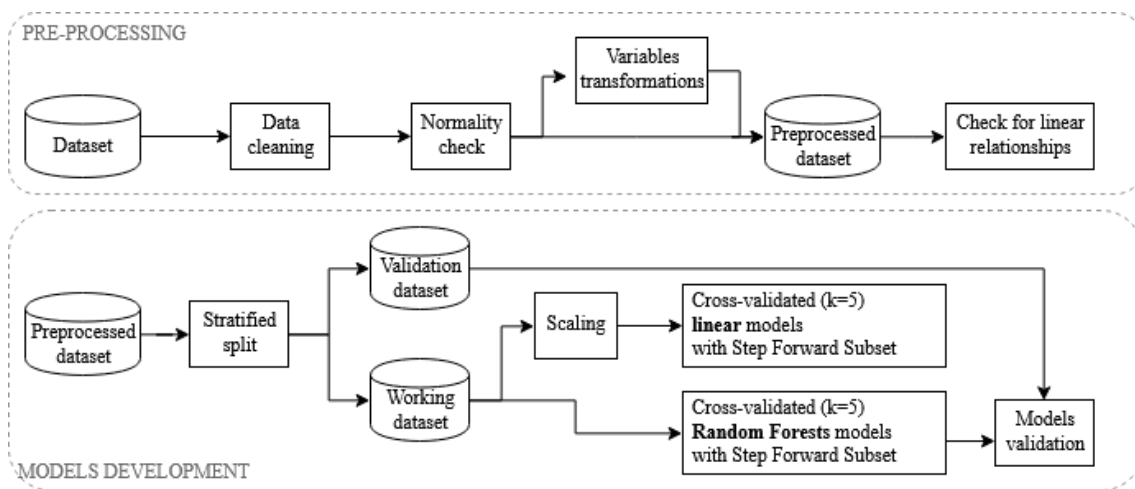 PRE-PROCESSING
Dataset
Data
cleaning
Normality
check
Variables
transformations
Preprocessed
dataset
Check for linear
relationships
Preprocessed
dataset
Stratified
split
Validation
dataset
Working
dataset
Scaling
Cross-validated (k=5)
linear models
with Step Forward Subset
Cross-validated (k=5)
Random Forests models
with Step Forward Subset
Models
validation
MODELS DEVELOPMENT